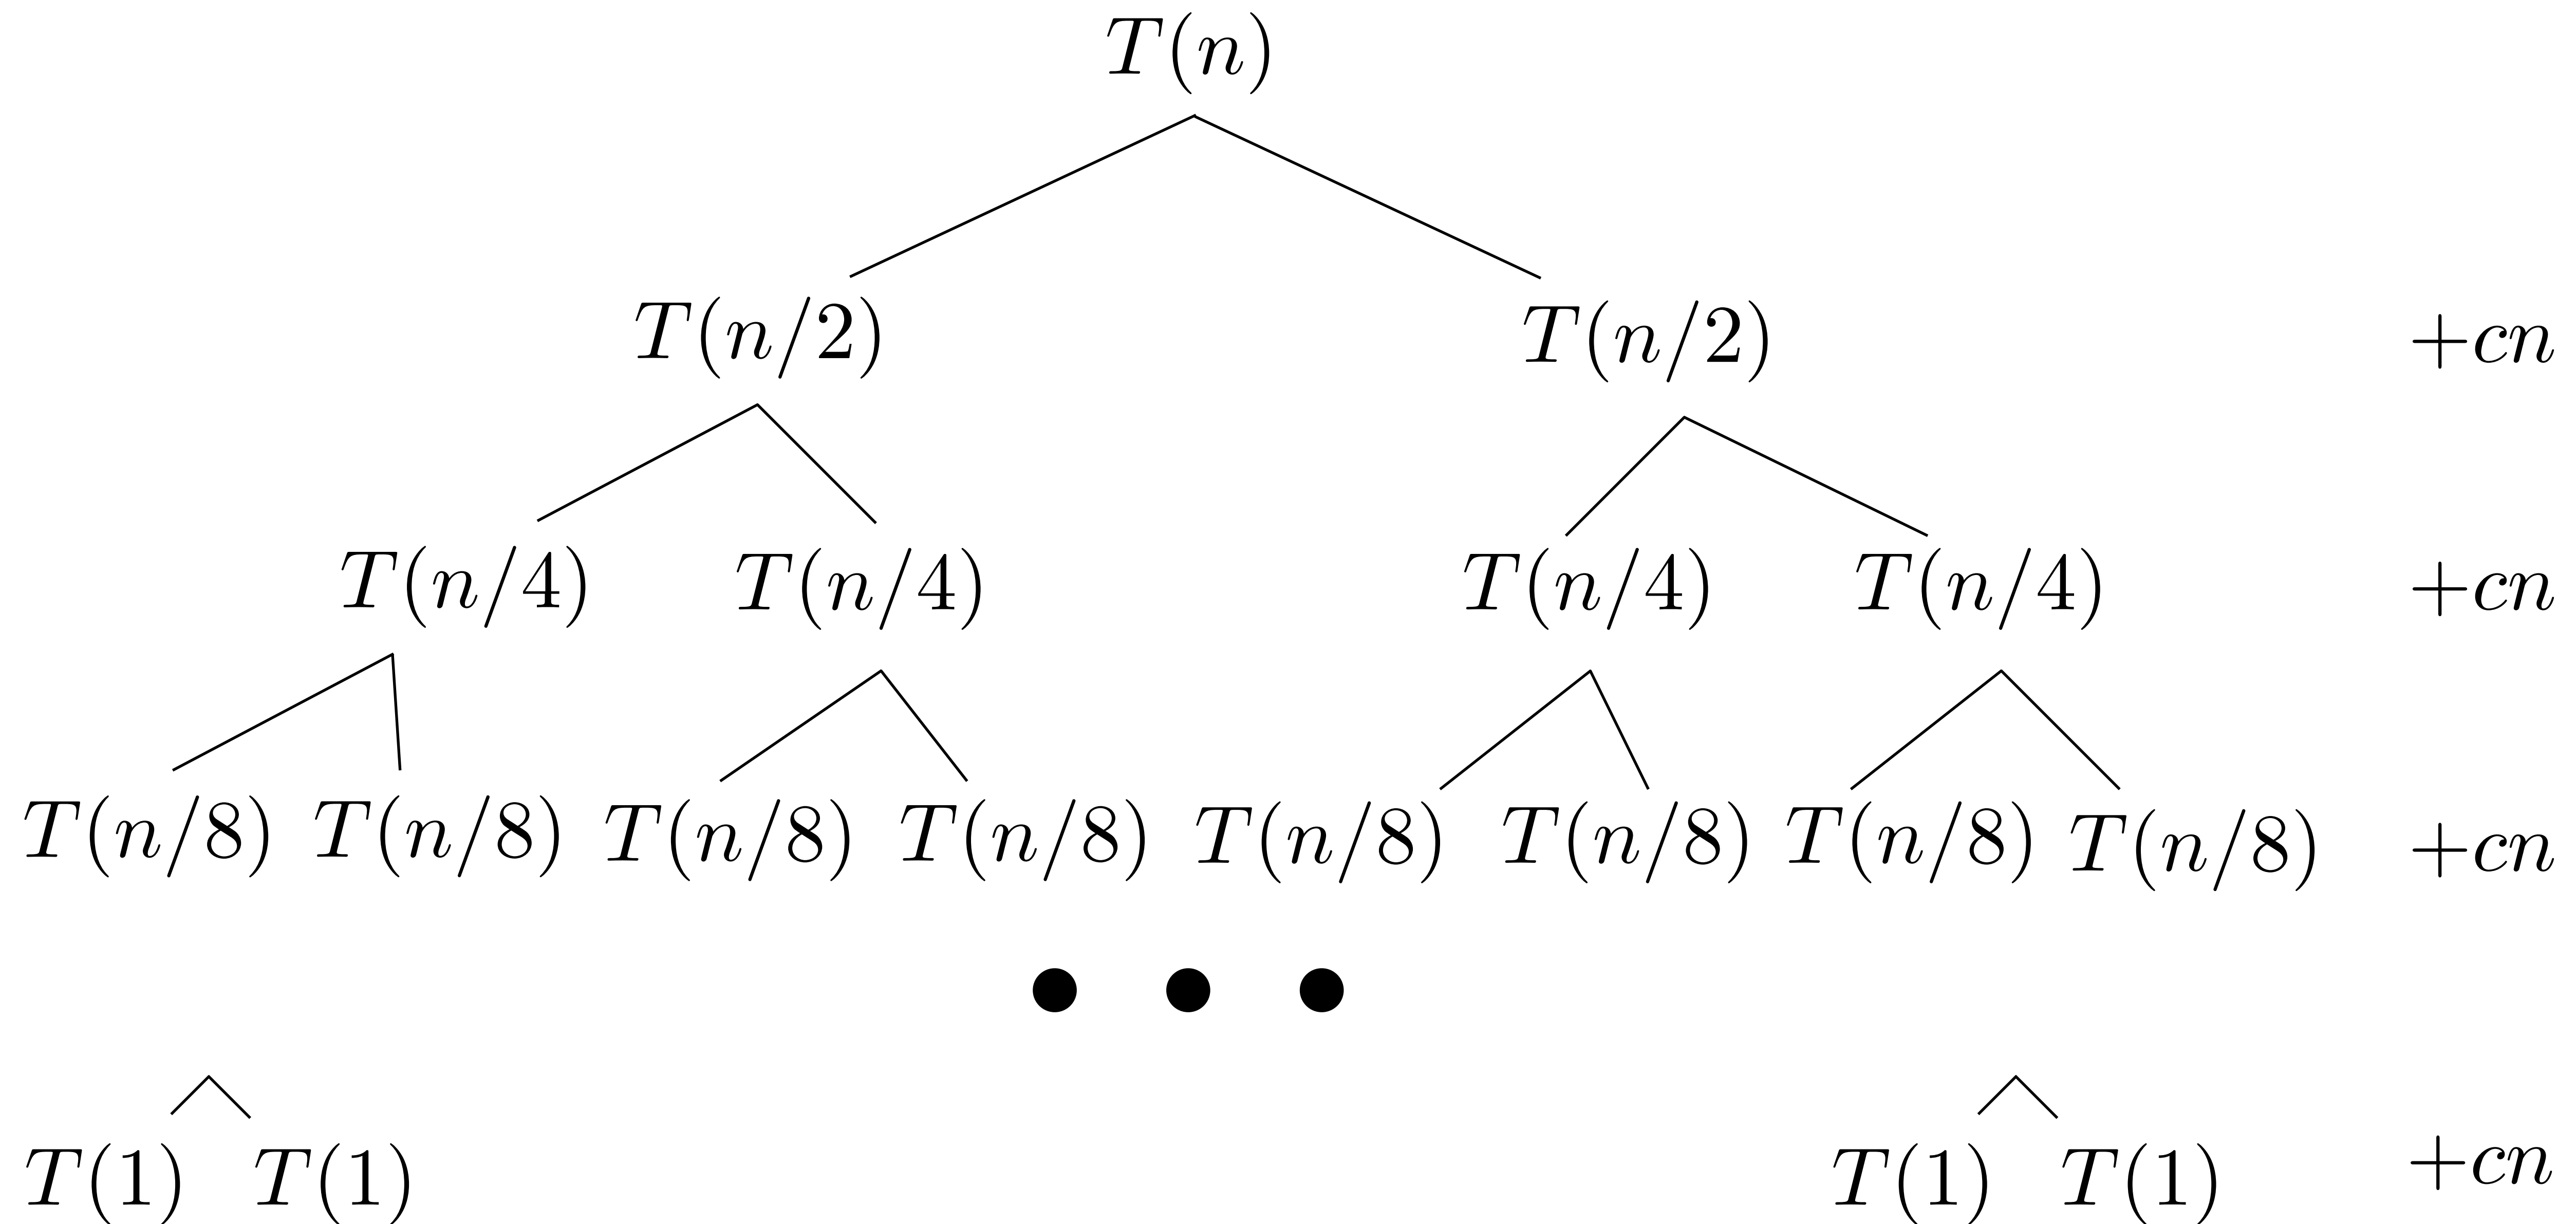 T(n)
T(n/2) T(n/2) +cn
T(n/4) T(n/4) T(n/4) T(n/4) +cn
T(n/8) T(n/8) T(n/8) T(n/8) T(n/8) T(n/8) T(n/8) T(n/8) +cn
T(1) T(1) T(1) T(1) +cn